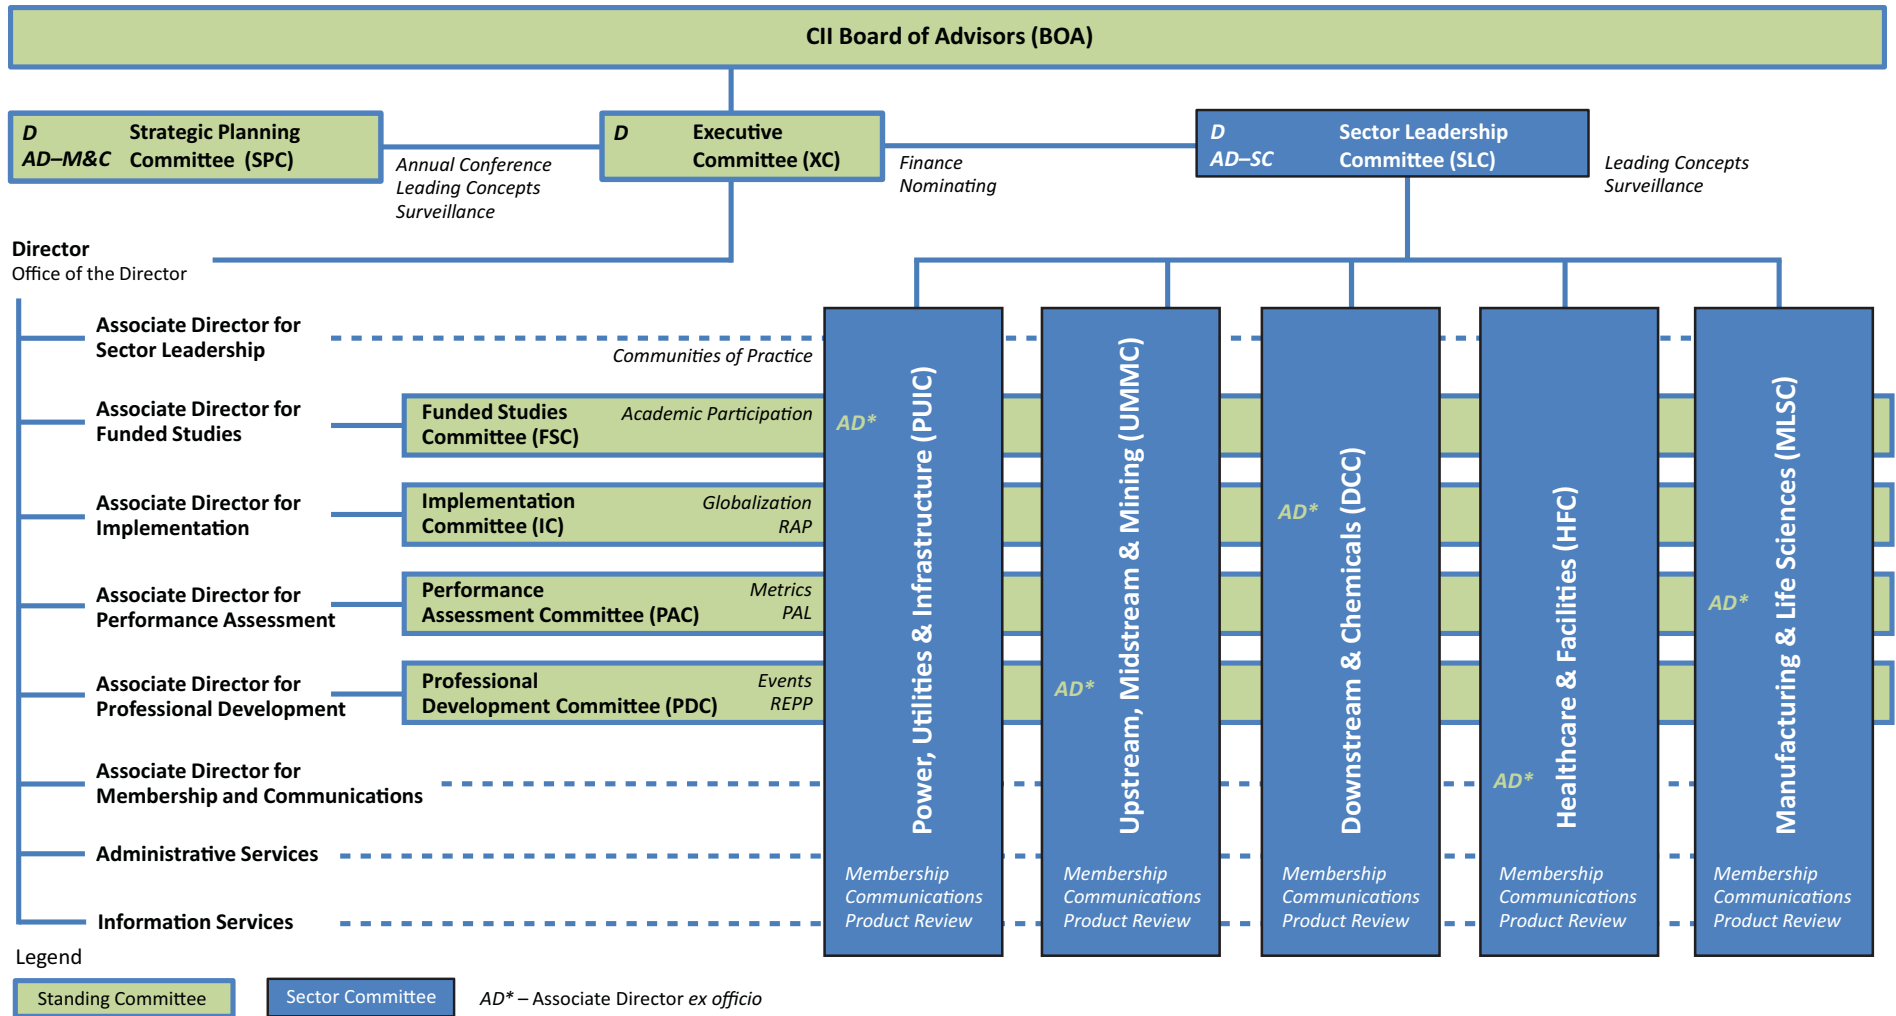 CII Board of Advisors (BOA)
D
AD–M&C
Strategic Planning
Committee (SPC)
Annual Conference
Leading Concepts
Surveillance
D
Executive
Committee (XC)
Finance
Nominating
D
AD–SC
Sector Leadership
Committee (SLC)
Leading Concepts
Surveillance
Director
Office of the Director
Associate Director for
Sector Leadership
Communities of Practice
Associate Director for
Funded Studies
Funded Studies
Committee (FSC)
Academic Participation
Associate Director for
Implementation
Implementation
Committee (IC)
Globalization
RAP
Associate Director for
Performance Assessment
Performance
Assessment Committee (PAC)
Metrics
PAL
Associate Director for
Professional Development
Professional
Development Committee (PDC)
Events
REPP
Associate Director for
Membership and Communications
Administrative Services
Information Services
AD*
Power, Utilities & Infrastructure (PUIC)
Membership
Communications
Product Review
AD*
Upstream, Midstream & Mining (UMMC)
Membership
Communications
Product Review
AD*
Downstream & Chemicals (DCC)
Membership
Communications
Product Review
AD*
Healthcare & Facilities (HFC)
Membership
Communications
Product Review
AD*
Manufacturing & Life Sciences (MLSC)
Membership
Communications
Product Review
Legend
Standing Committee
Sector Committee
AD* – Associate Director ex officio